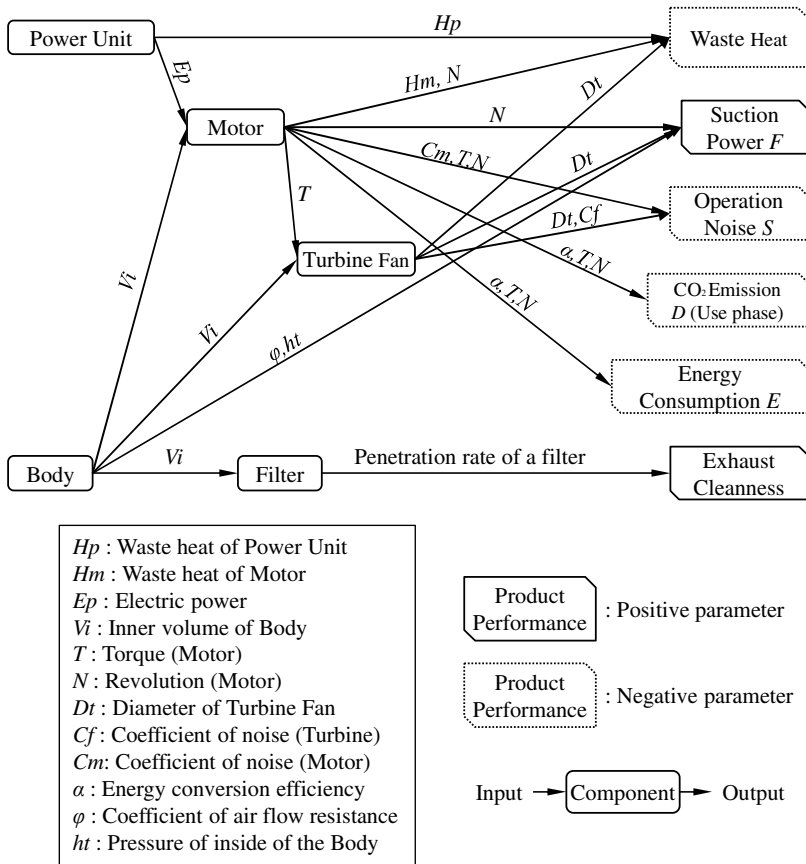 Power Unit
Hp
Waste Heat
Ep
Hm, N
Dt
Motor
N
Suction
Power F
Cm,T,N
Dt
T
Operation
Noise S
Dt,Cf
Turbine Fan
α,T,N
α,T,N
CO₂ Emission
D (Use phase)
Vi
Vi
φ,ht
Energy
Consumption E
Body
Vi
Filter
Penetration rate of a filter
Exhaust
Cleanness
Hp : Waste heat of Power Unit
Hm : Waste heat of Motor
Ep : Electric power
Vi : Inner volume of Body
T : Torque (Motor)
N : Revolution (Motor)
Dt : Diameter of Turbine Fan
Cf : Coefficient of noise (Turbine)
Cm: Coefficient of noise (Motor)
α : Energy conversion efficiency
φ : Coefficient of air flow resistance
ht : Pressure of inside of the Body
Product
Performance
: Positive parameter
Product
Performance
: Negative parameter
Input
Component
Output